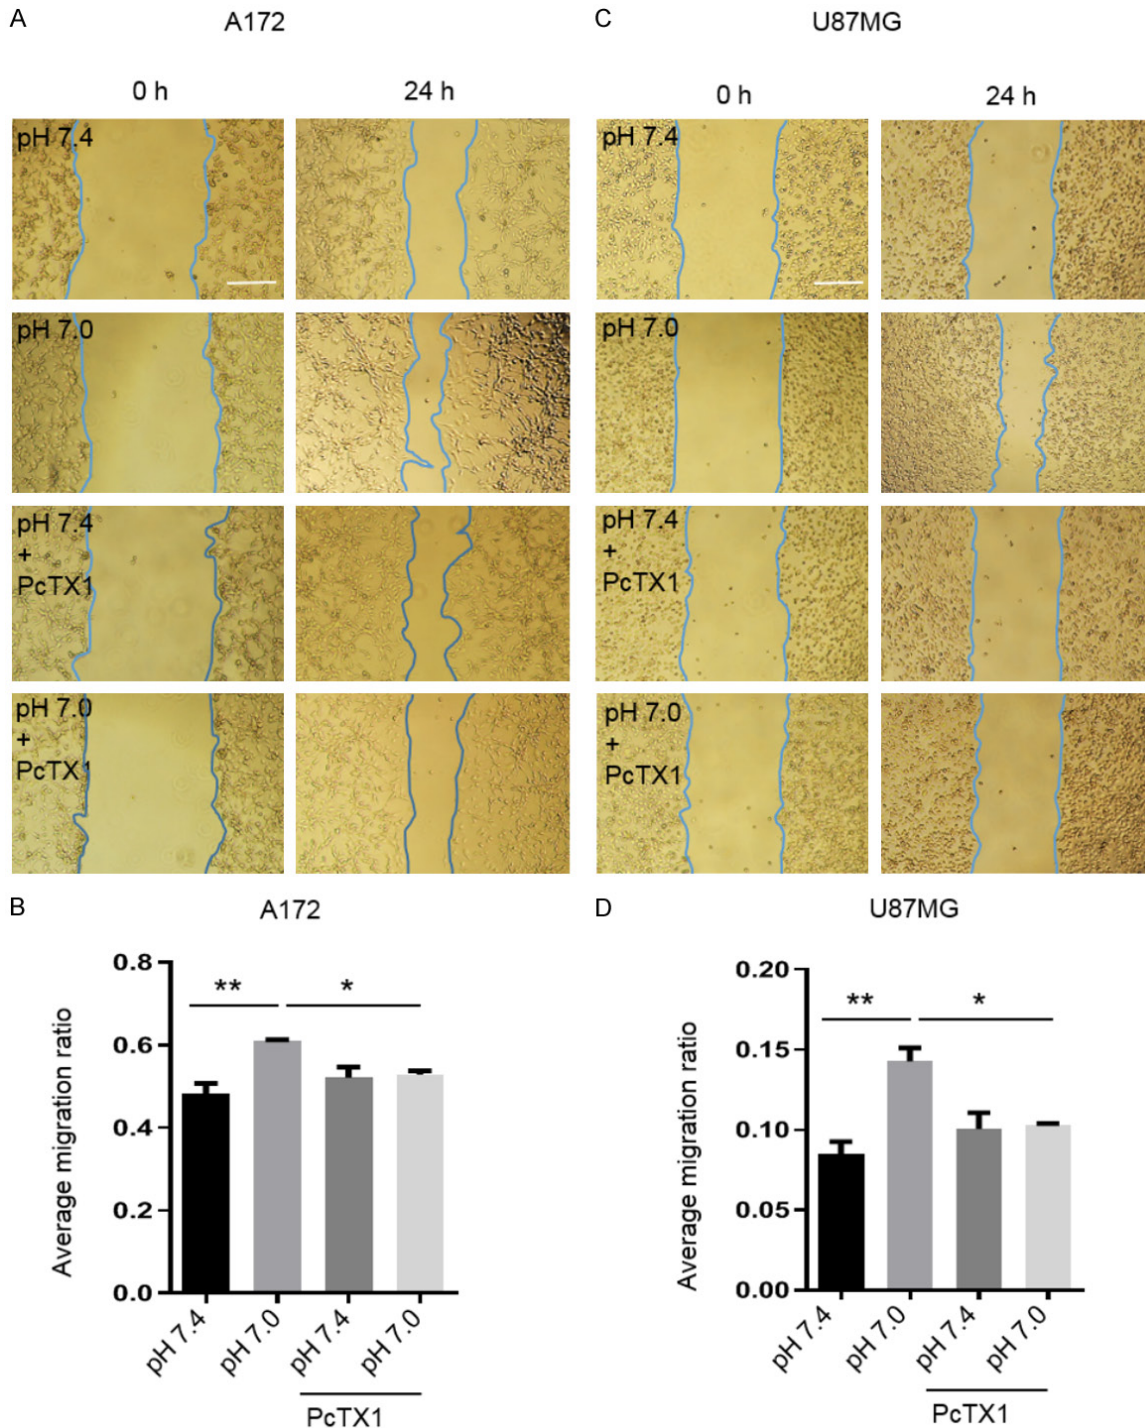 A
A172
0 h
24 h
pH 7.4
pH 7.0
pH 7.4
+
PcTX1
pH 7.0
+
PcTX1
C
U87MG
0 h
24 h
pH 7.4
pH 7.0
pH 7.4
+
PcTX1
pH 7.0
+
PcTX1
B
A172
Average migration ratio
0.8
0.6
0.4
0.2
0.0
**
*
pH 7.4
pH 7.0
pH 7.4
pH 7.0
PcTX1
D
U87MG
Average migration ratio
0.20
0.15
0.10
0.05
0.00
**
*
pH 7.4
pH 7.0
pH 7.4
pH 7.0
PcTX1